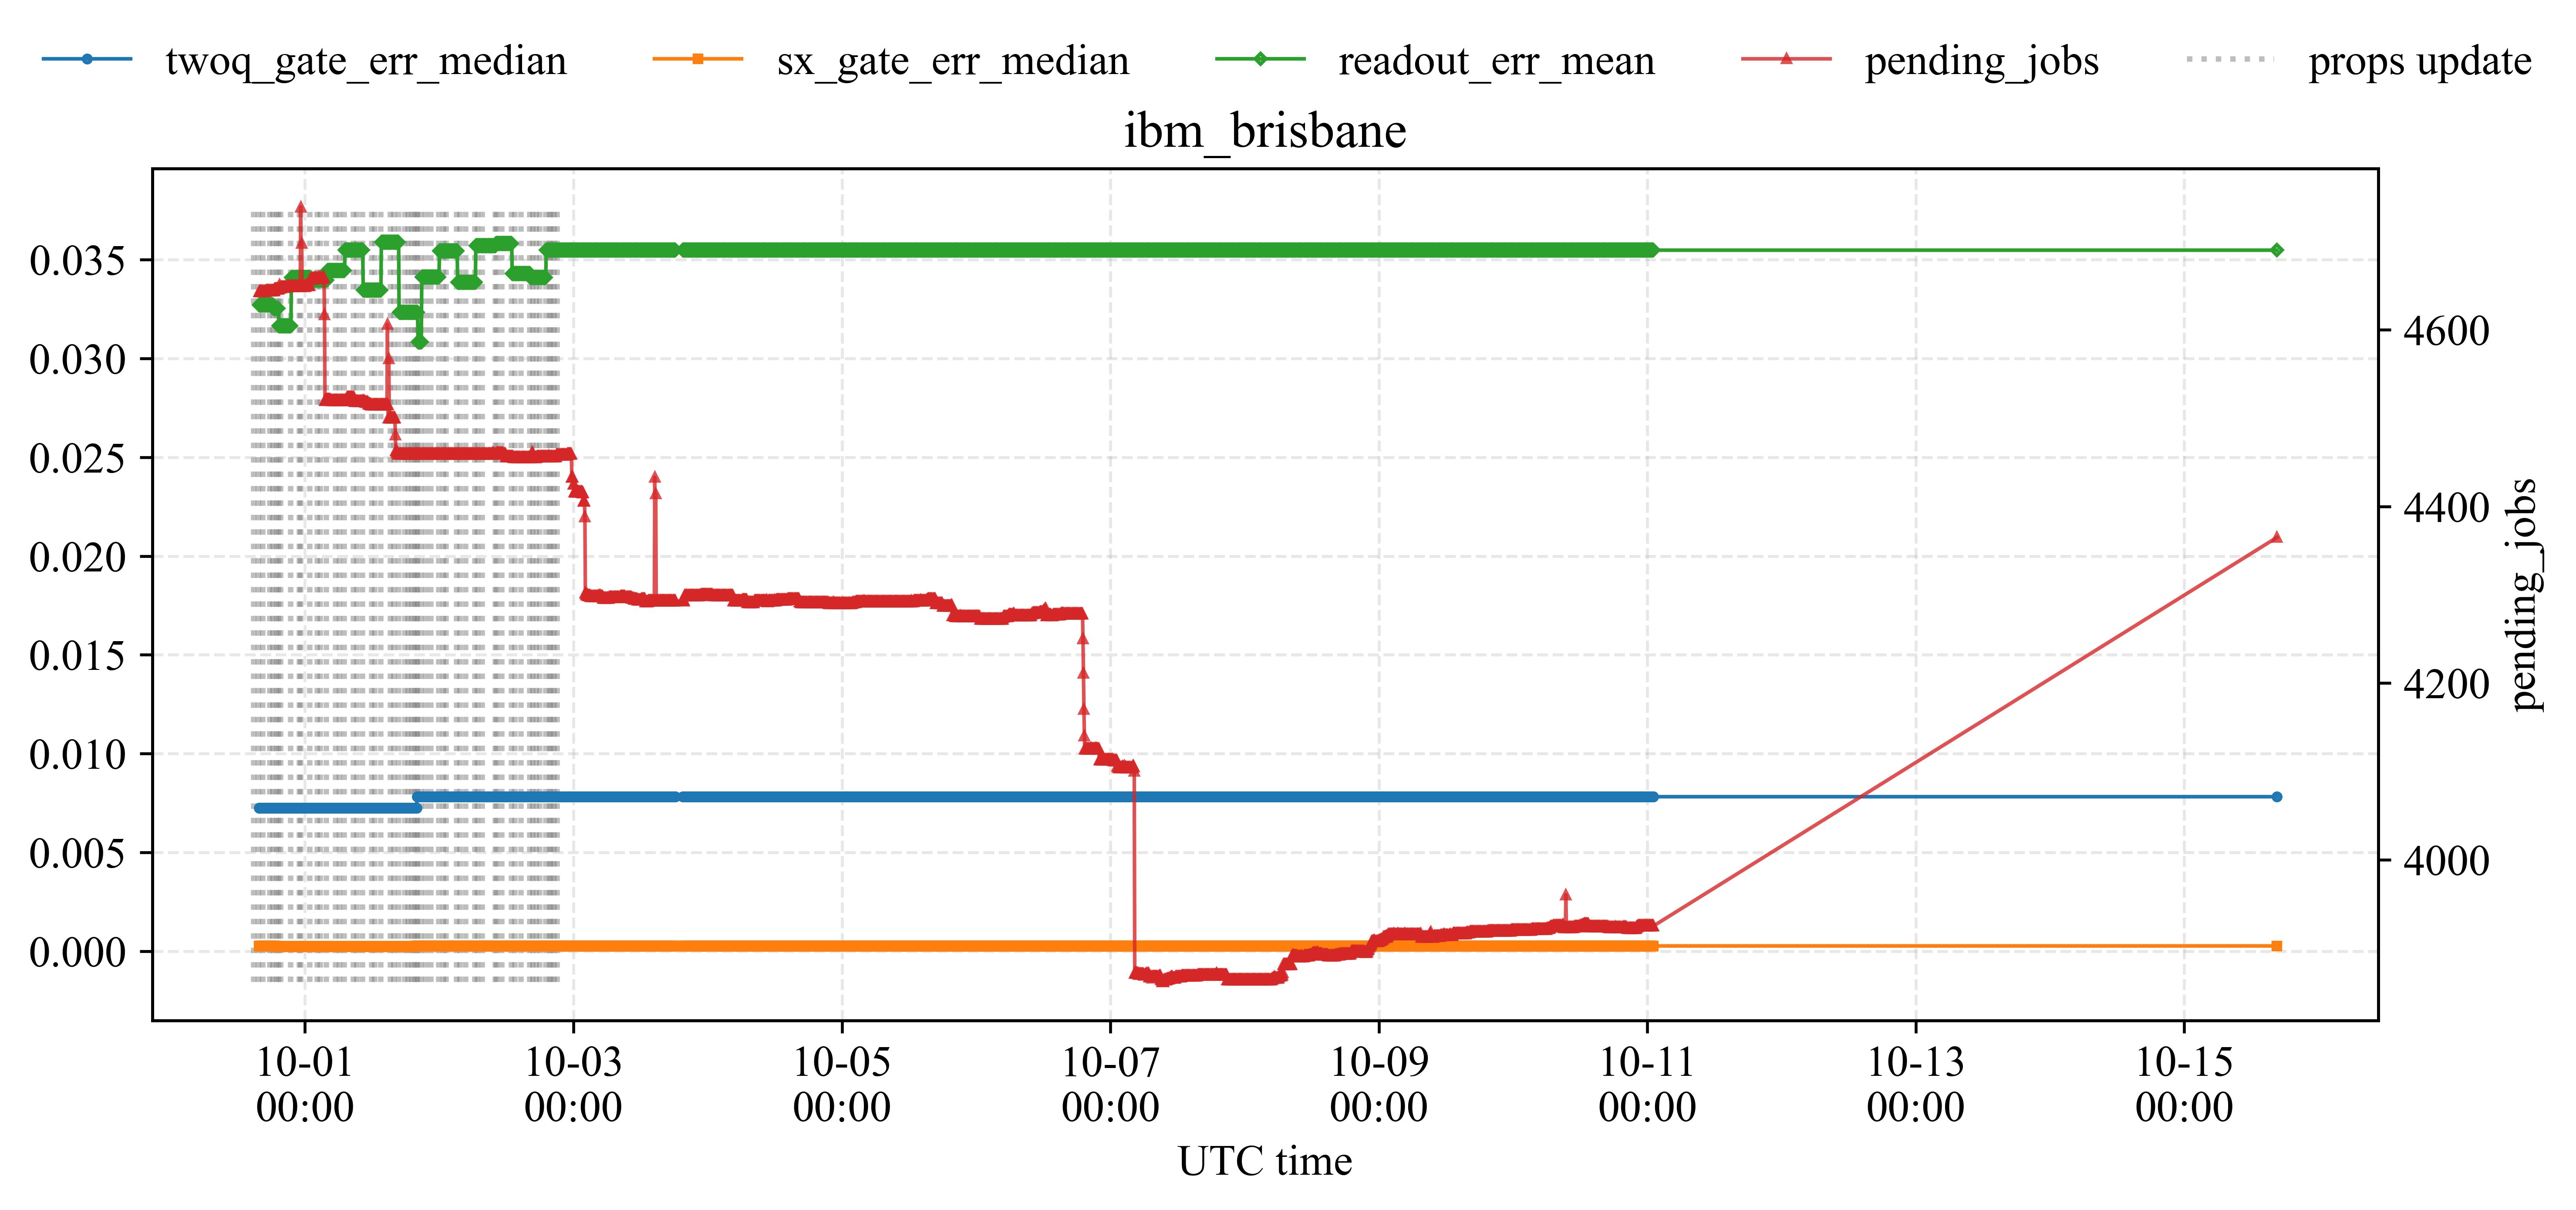 twoq_gate_err_median sx_gate_err_median readout_err_mean pending_jobs props update
ibm_brisbane
0.035
0.030
0.025
0.020
0.015
0.010
0.005
0.000
4600
4400
4200
4000
pending_jobs
10-01 10-03 10-05 10-07 10-09 10-11 10-13 10-15
00:00 00:00 00:00 00:00 00:00 00:00 00:00 00:00
UTC time